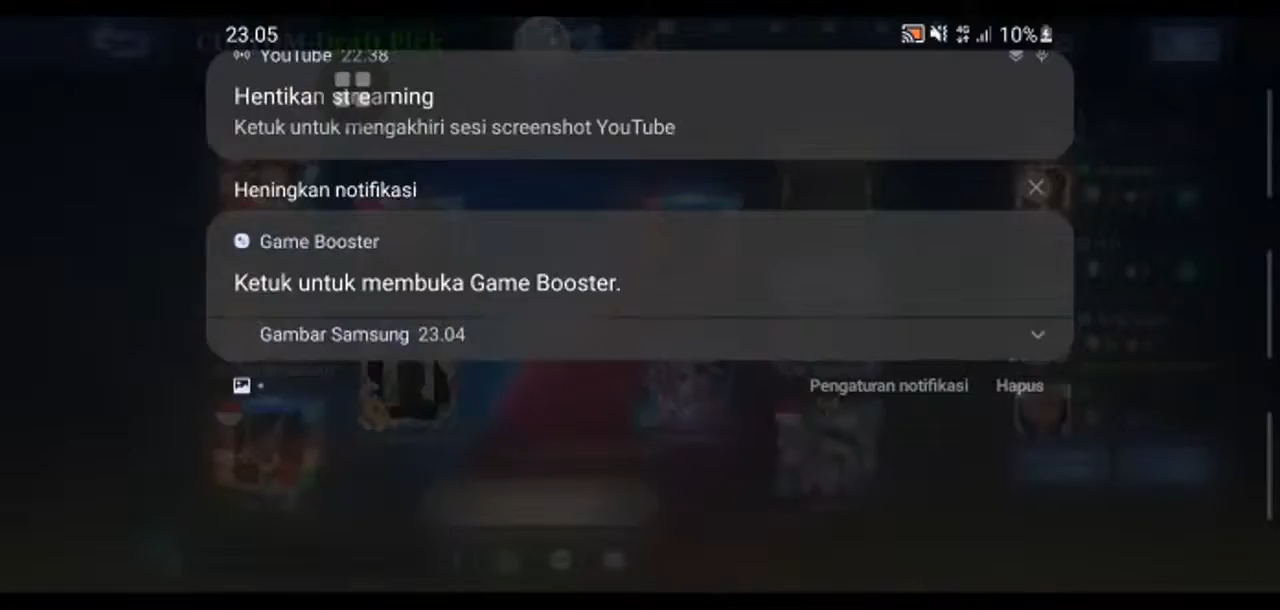 23.05
10%
YouTube 22.38
Hentikan streaming
Ketuk untuk mengakhiri sesi screenshot YouTube
Heningkan notifikasi
Game Booster
Ketuk untuk membuka Game Booster.
Gambar Samsung 23.04
Pengaturan notifikasi Hapus